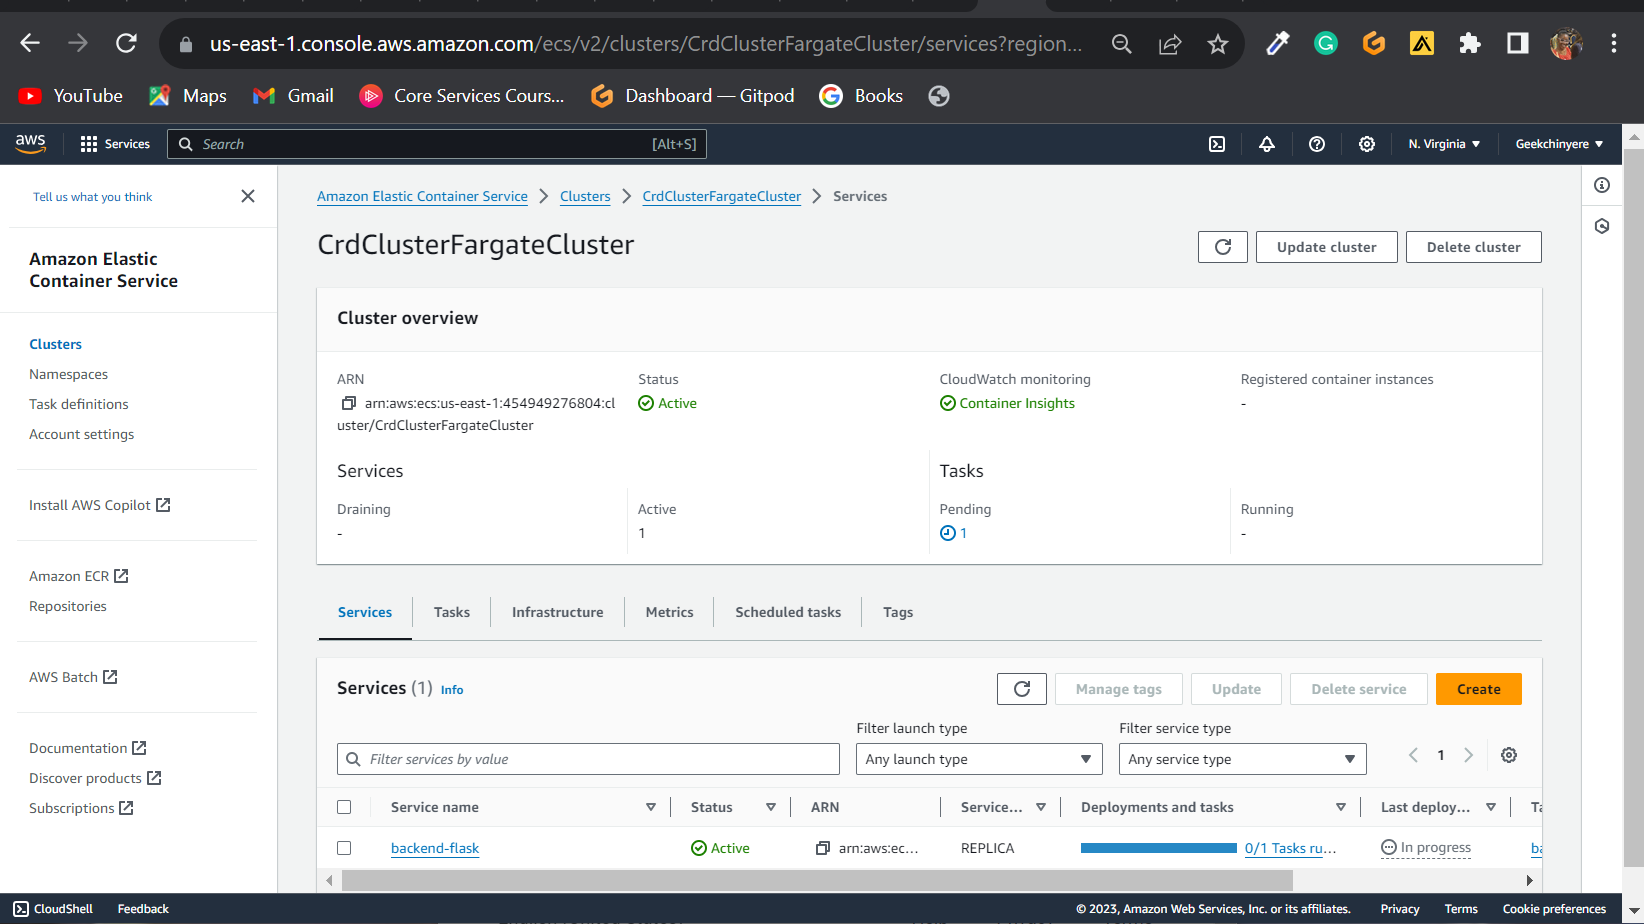 us-east-1.console.aws.amazon.com/ecs/v2/clusters/CrdClusterFargateCluster/services?region...
YouTube Maps Gmail Core Services Cours... Dashboard — Gitpod Books
aws Services Search [Alt+S] N. Virginia Geekchinyere
Tell us what you think
Amazon Elastic Container Service
Clusters
Namespaces
Task definitions
Account settings
Install AWS Copilot
Amazon ECR
Repositories
AWS Batch
Documentation
Discover products
Subscriptions
Amazon Elastic Container Service Clusters CrdClusterFargateCluster Services
CrdClusterFargateCluster
Update cluster Delete cluster
Cluster overview
ARN
arn:aws:ecs:us-east-1:454949276804:cl
uster/CrdClusterFargateCluster
Status
Active
CloudWatch monitoring
Container Insights
Registered container instances
-
Services
Draining
-
Active
1
Tasks
Pending
1
Running
-
Services Tasks Infrastructure Metrics Scheduled tasks Tags
Services (1) Info
Manage tags Update Delete service Create
Filter launch type Filter service type
Filter services by value Any launch type Any service type 1
Service name Status ARN Service... Deployments and tasks Last deploy... Ta
backend-flask Active arn:aws:ec... REPLICA 0/1 Tasks ru... In progress ba
CloudShell Feedback © 2023, Amazon Web Services, Inc. or its affiliates. Privacy Terms Cookie preferences